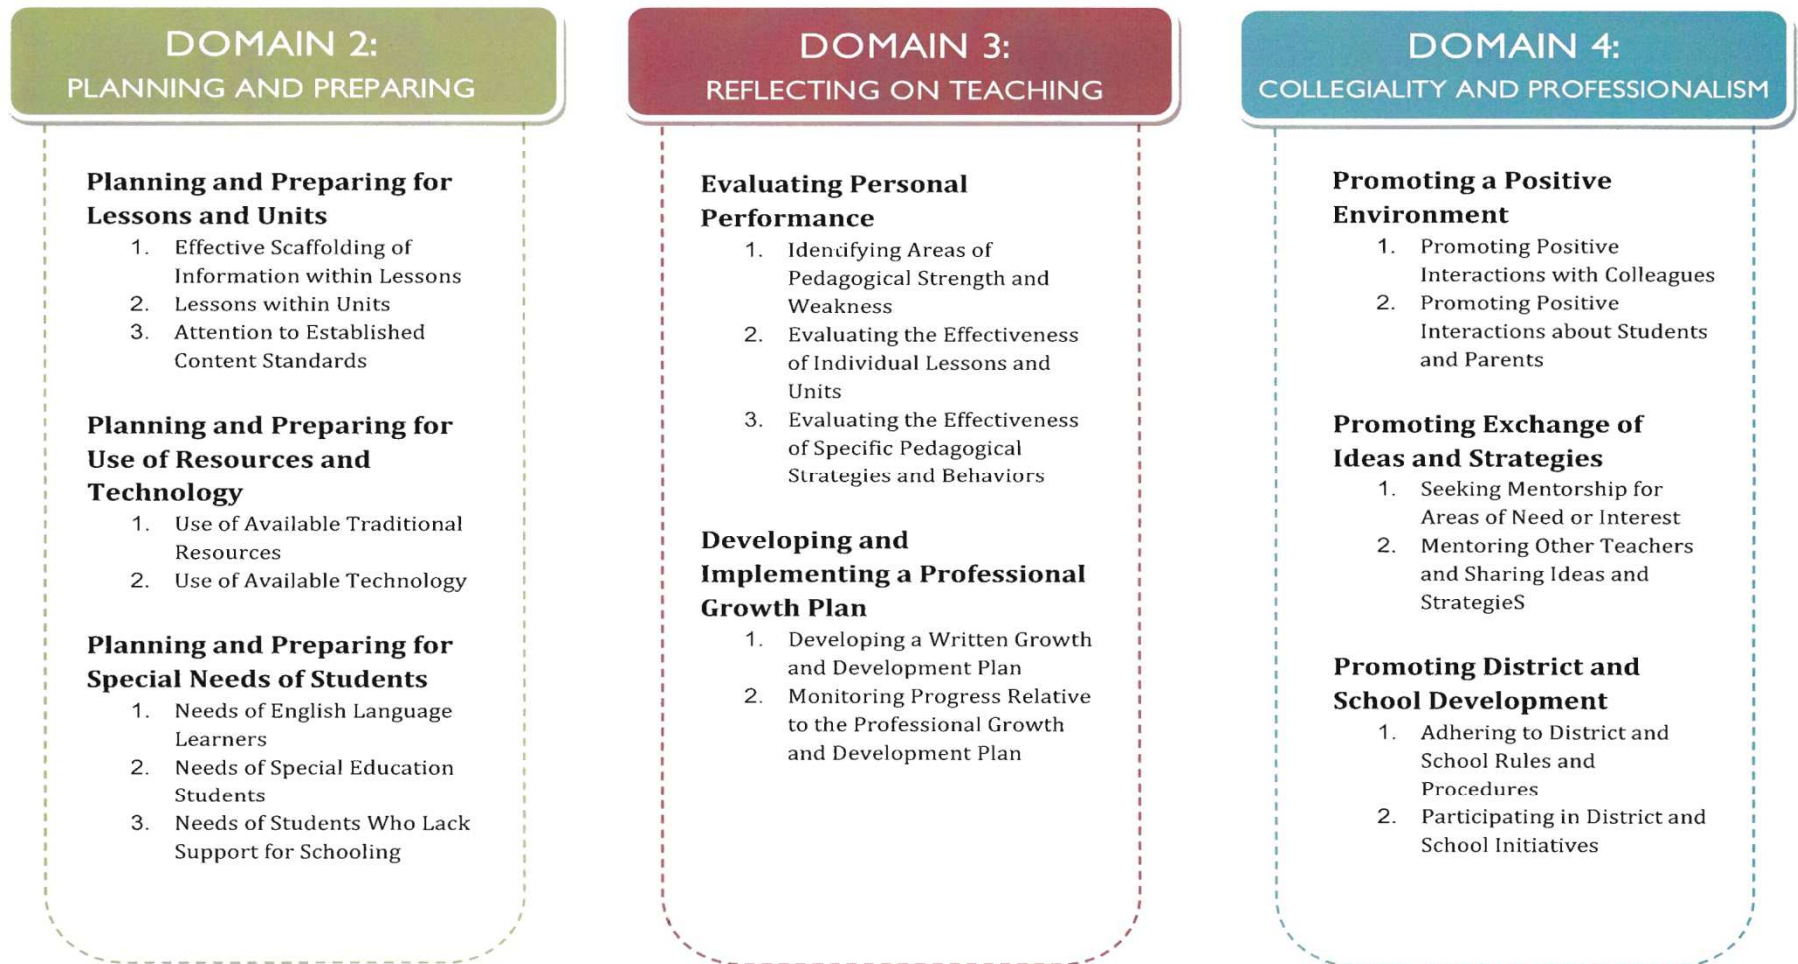 DOMAIN 2:
PLANNING AND PREPARING
Planning and Preparing for
Lessons and Units
1. Effective Scaffolding of
Information within Lessons
2. Lessons within Units
3. Attention to Established
Content Standards
Planning and Preparing for
Use of Resources and
Technology
1. Use of Available Traditional
Resources
2. Use of Available Technology
Planning and Preparing for
Special Needs of Students
1. Needs of English Language
Learners
2. Needs of Special Education
Students
3. Needs of Students Who Lack
Support for Schooling
DOMAIN 3:
REFLECTING ON TEACHING
Evaluating Personal
Performance
1. Identifying Areas of
Pedagogical Strength and
Weakness
2. Evaluating the Effectiveness
of Individual Lessons and
Units
3. Evaluating the Effectiveness
of Specific Pedagogical
Strategies and Behaviors
Developing and
Implementing a Professional
Growth Plan
1. Developing a Written Growth
and Development Plan
2. Monitoring Progress Relative
to the Professional Growth
and Development Plan
DOMAIN 4:
COLLEGIALITY AND PROFESSIONALISM
Promoting a Positive
Environment
1. Promoting Positive
Interactions with Colleagues
2. Promoting Positive
Interactions about Students
and Parents
Promoting Exchange of
Ideas and Strategies
1. Seeking Mentorship for
Areas of Need or Interest
2. Mentoring Other Teachers
and Sharing Ideas and
StrategieS
Promoting District and
School Development
1. Adhering to District and
School Rules and
Procedures
2. Participating in District and
School Initiatives